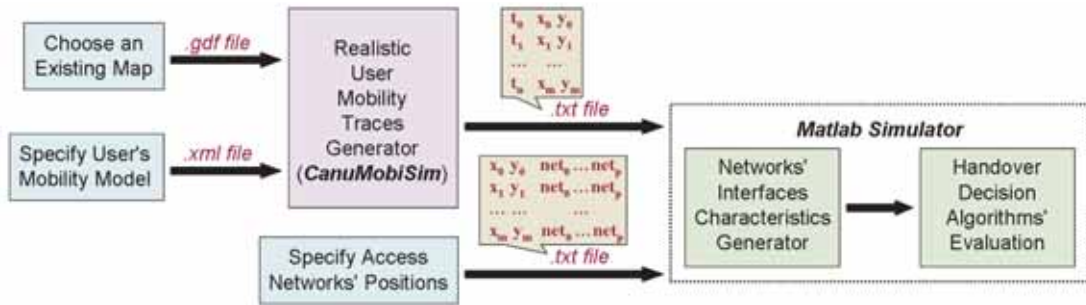 Choose an
Existing Map
.gdf file
Specify User's
Mobility Model
.xml file
Realistic
User
Mobility
Traces
Generator
(CanuMobiSim)
t₀ x₀ y₀
t₁ x₁ y₁
... ... ...
tₙ xₘ yₘ
.txt file
Specify Access
Networks' Positions
x₀ y₀ net₀ ... netₚ
x₁ y₁ net₀ ... netₚ
... ... ...
xₘ yₘ net₀ ... netₚ
.txt file
Matlab Simulator
Networks'
Interfaces
Characteristics
Generator
Handover
Decision
Algorithms'
Evaluation